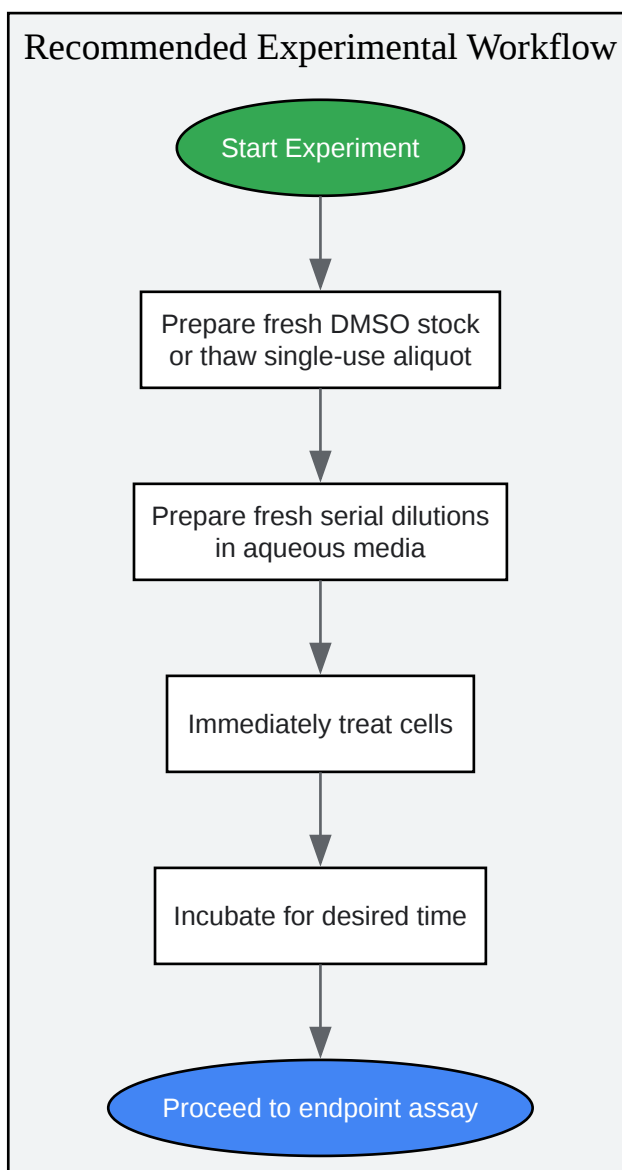 Recommended Experimental Workflow
Start Experiment
Prepare fresh DMSO stock
or thaw single-use aliquot
Prepare fresh serial dilutions
in aqueous media
Immediately treat cells
Incubate for desired time
Proceed to endpoint assay